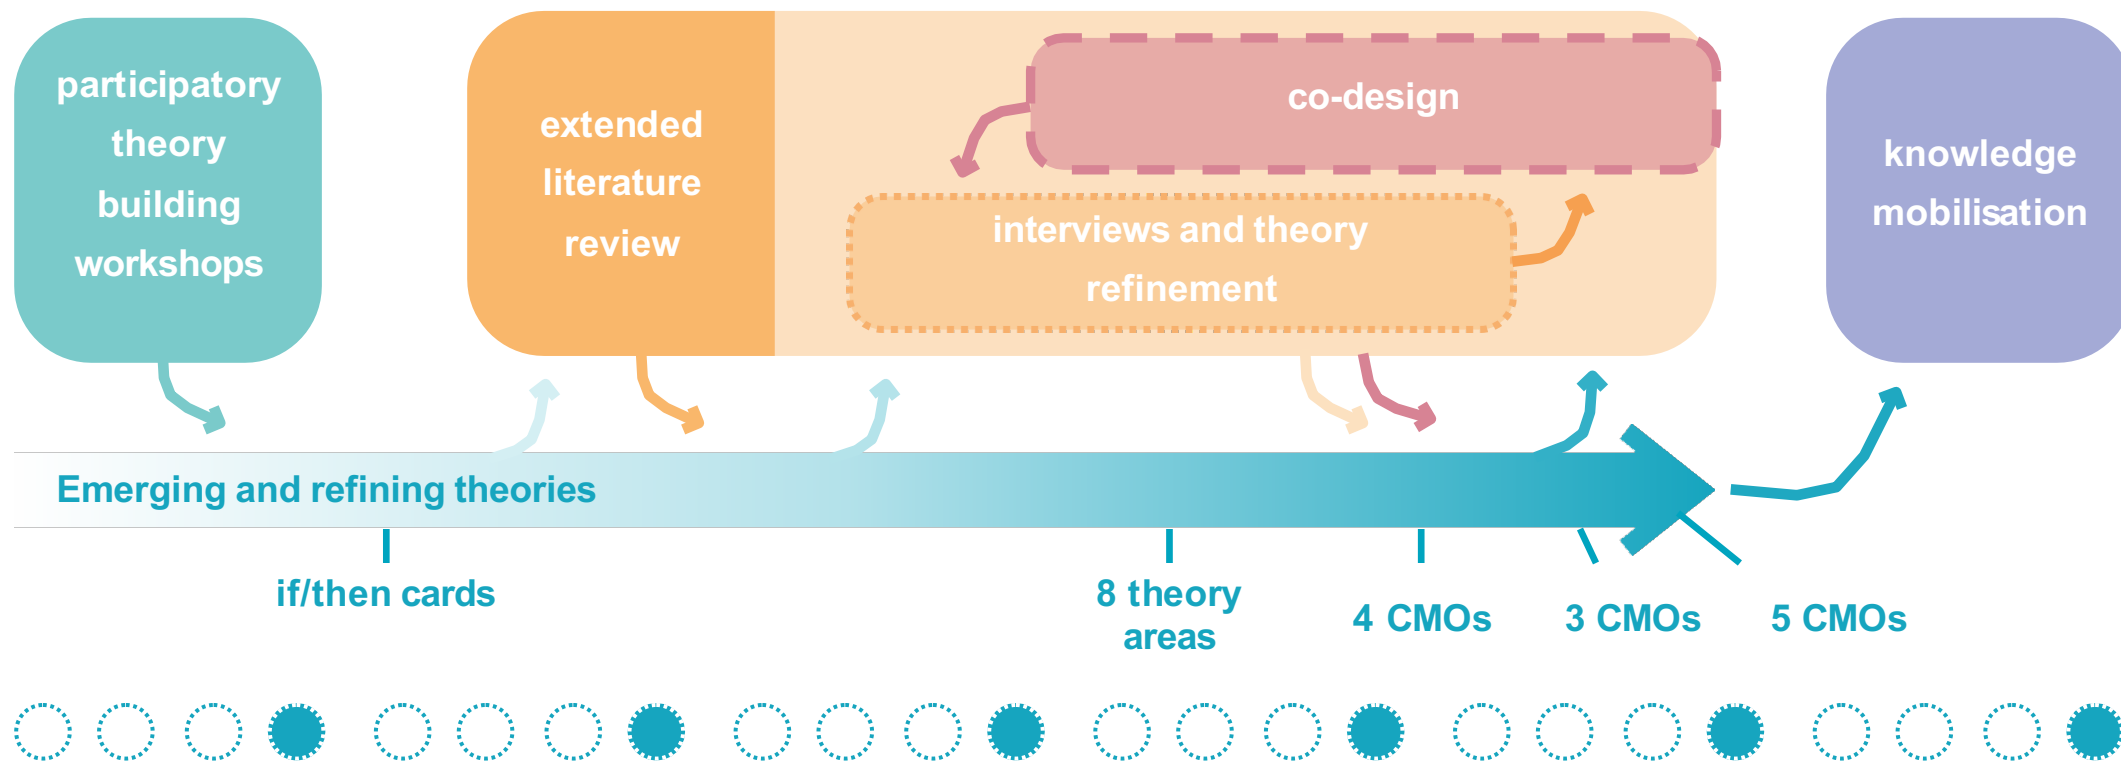 participatory
theory
building
workshops
extended
literature
review
co-design
interviews and theory
refinement
knowledge
mobilisation
Emerging and refining theories
if/then cards
8 theory
areas
4 CMOs
3 CMOs
5 CMOs